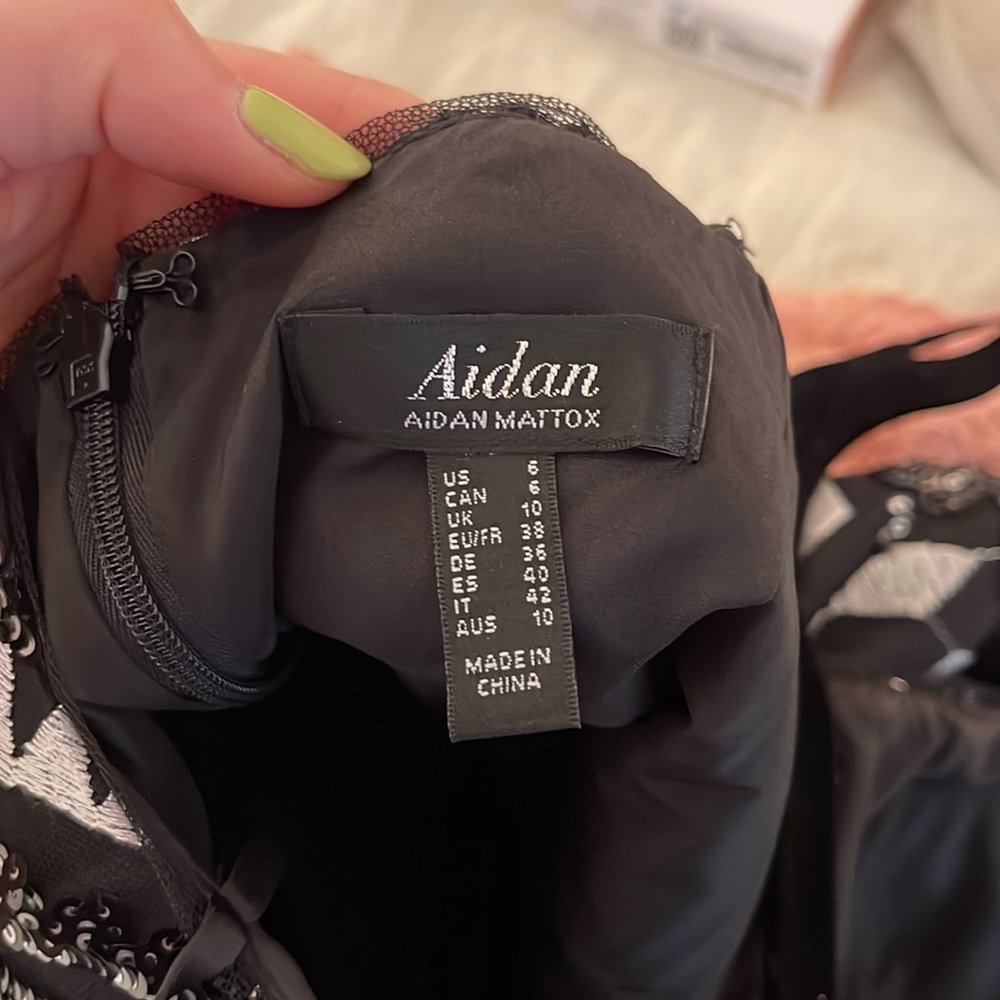 Aidan
AIDAN MATTOX
US 6
CAN 6
UK 10
EU/FR 38
DE 36
ES 40
IT 42
AUS 10
MADE IN
CHINA